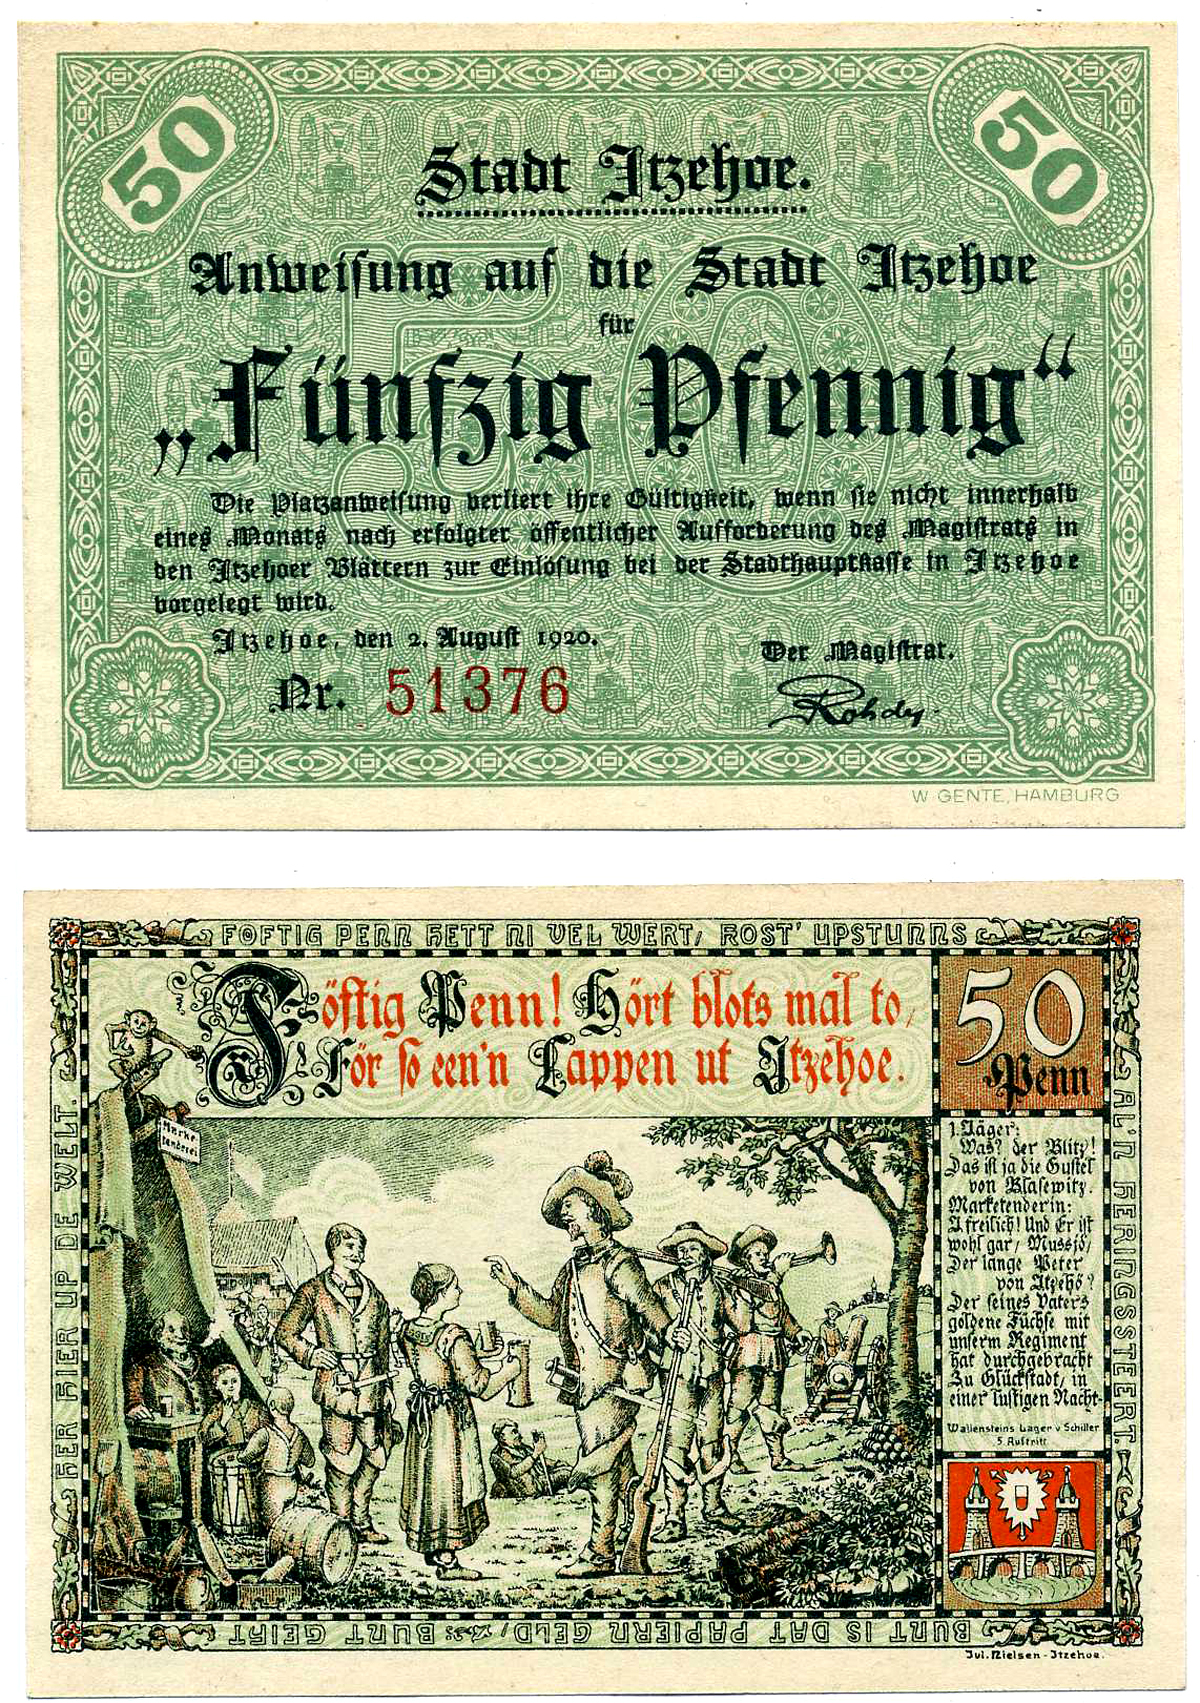 50
50
Stadt Itzehoe.
Anweisung auf die Stadt Itzehoe
für
„Fünfzig Pfennig“
Die Platzanweisung verliert ihre Gültigkeit, wenn sie nicht innerhalb
eines Monats nach erfolgter öffentlicher Aufforderung des Magistrats in
den Itzehoer Blättern zur Einlösung bei der Stadthauptkasse in Itzehoe
vorgelegt wird.
Itzehoe, den 2. August 1920.
Der Magistrat.
Nr. 51376
Rohde
W. GENTE, HAMBURG
FÖFTIG PENN HETT NI VEL WERT, KOST' UPSTUNNS
AL'N HERINGSSTEERT.
BUNT IS DAT PAPIERN GELD, BUNT GEIHT
HER HIER UP DE WELT.
Föftig Penn! Hört blots mal to,
För so een'n Lappen ut Itzehoe.
50
Penn
Marke
tenderei
1. Jäger:
Was? der Blitz!
Das ist ja die Gustel
von Blasewitz.
Marketenderin:
I freilich! Und Er ist
wohl gar, Mussjö,
Der lange Peter
von Itzehö?
Der seines Vaters
goldene Füchse mit
unserm Regiment
hat durchgebracht
Zu Glückstadt, in
einer lustigen Nacht-
Wallensteins Lager v Schiller
5. Auftritt
Jul. Nielsen-Itzehoe.